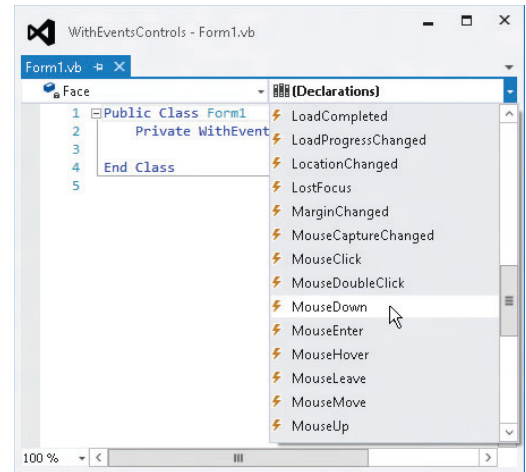 WithEventsControls - Form1.vb
Form1.vb
Face
(Declarations)
1 Public Class Form1
2 Private WithEvent
3
4 End Class
5
LoadCompleted
LoadProgressChanged
LocationChanged
LostFocus
MarginChanged
MouseCaptureChanged
MouseClick
MouseDoubleClick
MouseDown
MouseEnter
MouseHover
MouseLeave
MouseMove
MouseUp
100 %